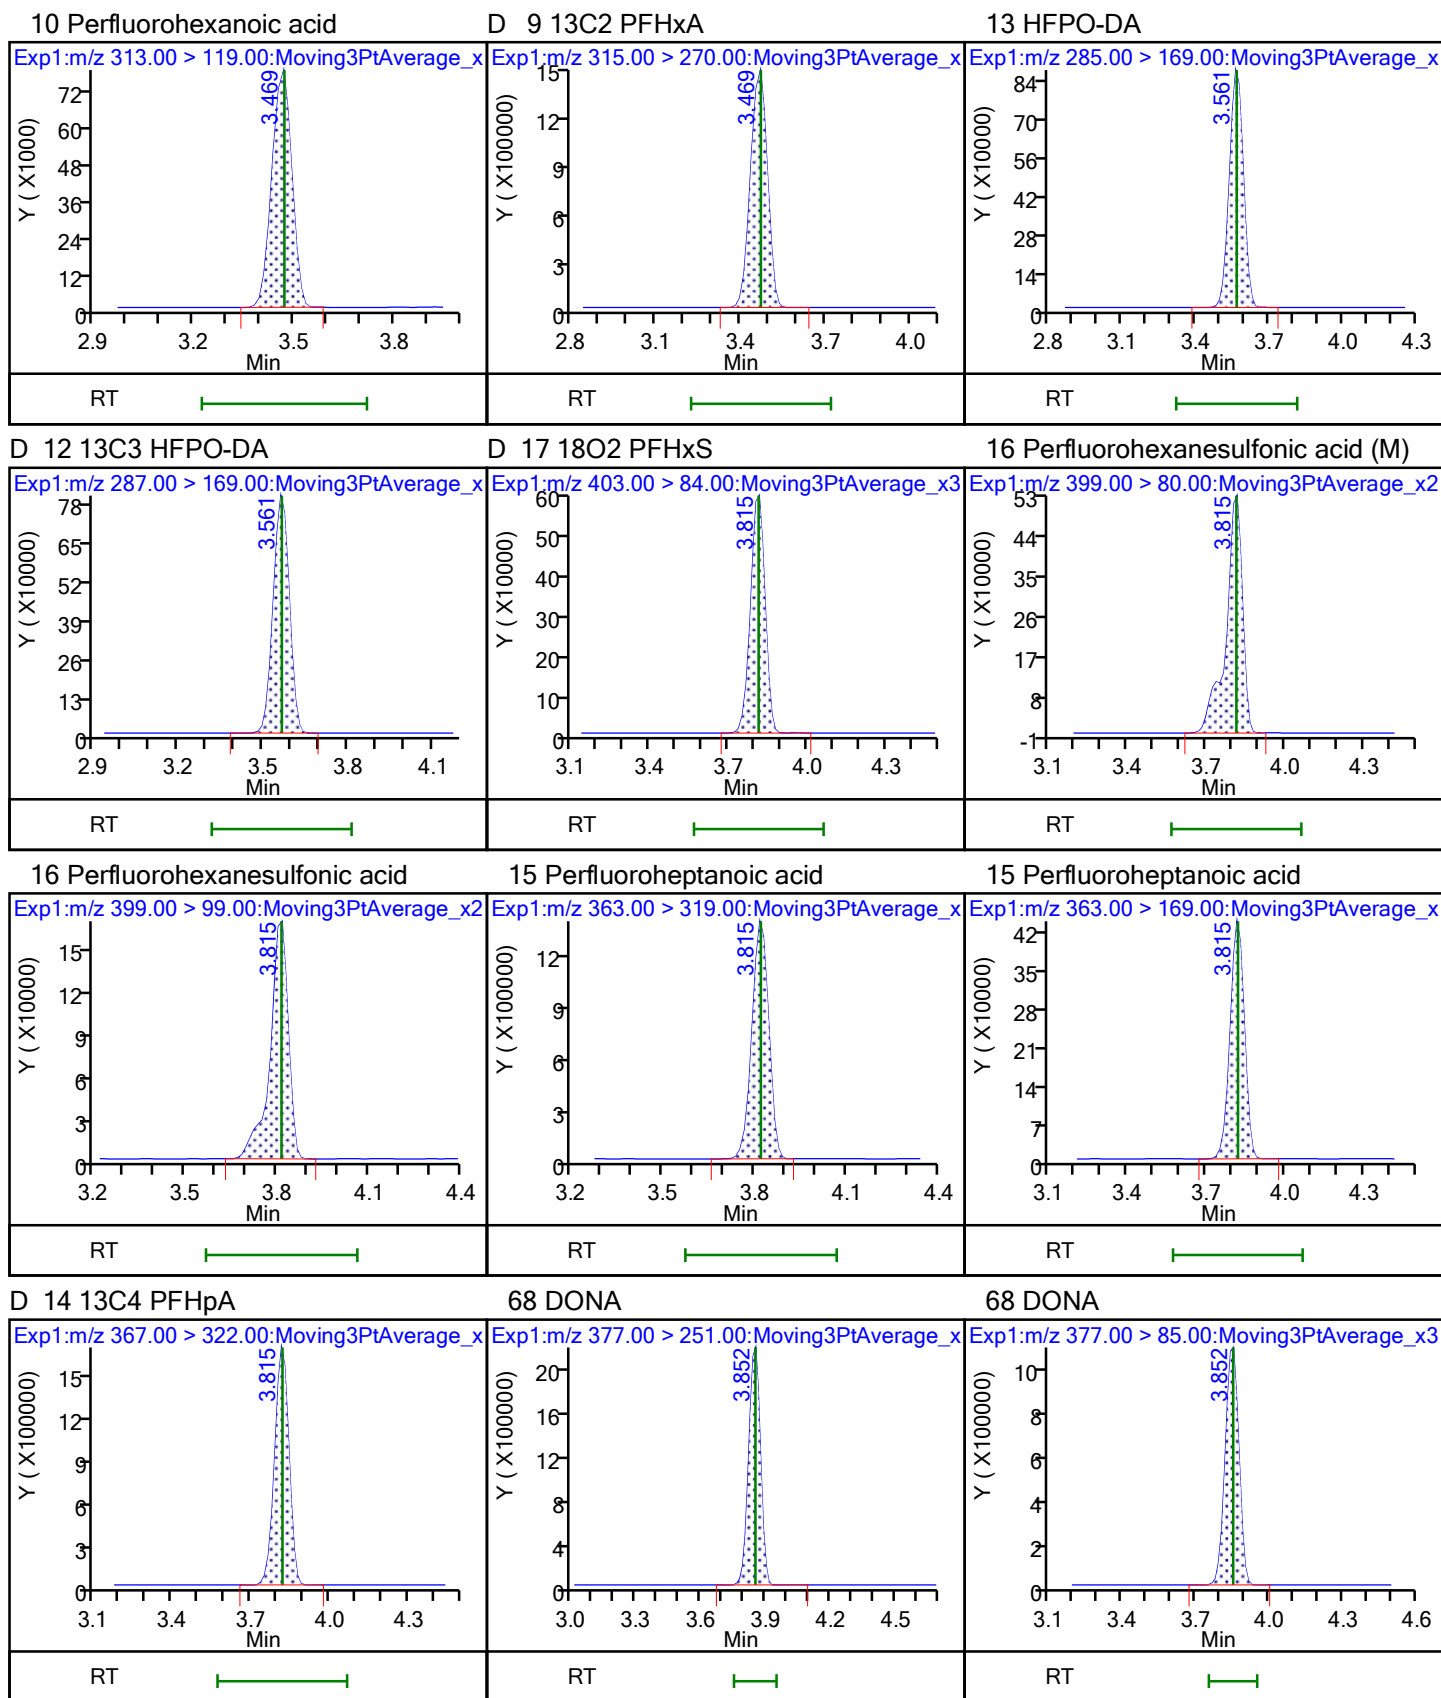 10 Perfluorohexanoic acid
Exp1:m/z 313.00 > 119.00:Moving3PtAverage_x
3.469
Y ( X1000)
72
60
48
36
24
12
0
2.9 3.2 3.5 3.8
Min
RT
D 9 13C2 PFHxA
Exp1:m/z 315.00 > 270.00:Moving3PtAverage_x
3.469
Y ( X100000)
15
12
9
6
3
0
2.8 3.1 3.4 3.7 4.0
Min
RT
13 HFPO-DA
Exp1:m/z 285.00 > 169.00:Moving3PtAverage_x
3.561
Y ( X10000)
84
70
56
42
28
14
0
2.8 3.1 3.4 3.7 4.0 4.3
Min
RT
D 12 13C3 HFPO-DA
Exp1:m/z 287.00 > 169.00:Moving3PtAverage_x
3.561
Y ( X10000)
78
65
52
39
26
13
0
2.9 3.2 3.5 3.8 4.1
Min
RT
D 17 18O2 PFHxS
Exp1:m/z 403.00 > 84.00:Moving3PtAverage_x3
3.815
Y ( X10000)
60
50
40
30
20
10
0
3.1 3.4 3.7 4.0 4.3
Min
RT
16 Perfluorohexanesulfonic acid (M)
Exp1:m/z 399.00 > 80.00:Moving3PtAverage_x2
3.815
Y ( X10000)
53
44
35
26
17
8
-1
3.1 3.4 3.7 4.0 4.3
Min
RT
16 Perfluorohexanesulfonic acid
Exp1:m/z 399.00 > 99.00:Moving3PtAverage_x2
3.815
Y ( X10000)
15
12
9
6
3
0
3.2 3.5 3.8 4.1 4.4
Min
RT
15 Perfluoroheptanoic acid
Exp1:m/z 363.00 > 319.00:Moving3PtAverage_x
3.815
Y ( X100000)
12
9
6
3
0
3.2 3.5 3.8 4.1 4.4
Min
RT
15 Perfluoroheptanoic acid
Exp1:m/z 363.00 > 169.00:Moving3PtAverage_x
3.815
Y ( X10000)
42
35
28
21
14
7
0
3.1 3.4 3.7 4.0 4.3
Min
RT
D 14 13C4 PFHpA
Exp1:m/z 367.00 > 322.00:Moving3PtAverage_x
3.815
Y ( X100000)
15
12
9
6
3
0
3.1 3.4 3.7 4.0 4.3
Min
RT
68 DONA
Exp1:m/z 377.00 > 251.00:Moving3PtAverage_x
3.852
Y ( X100000)
20
16
12
8
4
0
3.0 3.3 3.6 3.9 4.2 4.5
Min
RT
68 DONA
Exp1:m/z 377.00 > 85.00:Moving3PtAverage_x3
3.852
Y ( X100000)
10
8
6
4
2
0
3.1 3.4 3.7 4.0 4.3 4.6
Min
RT